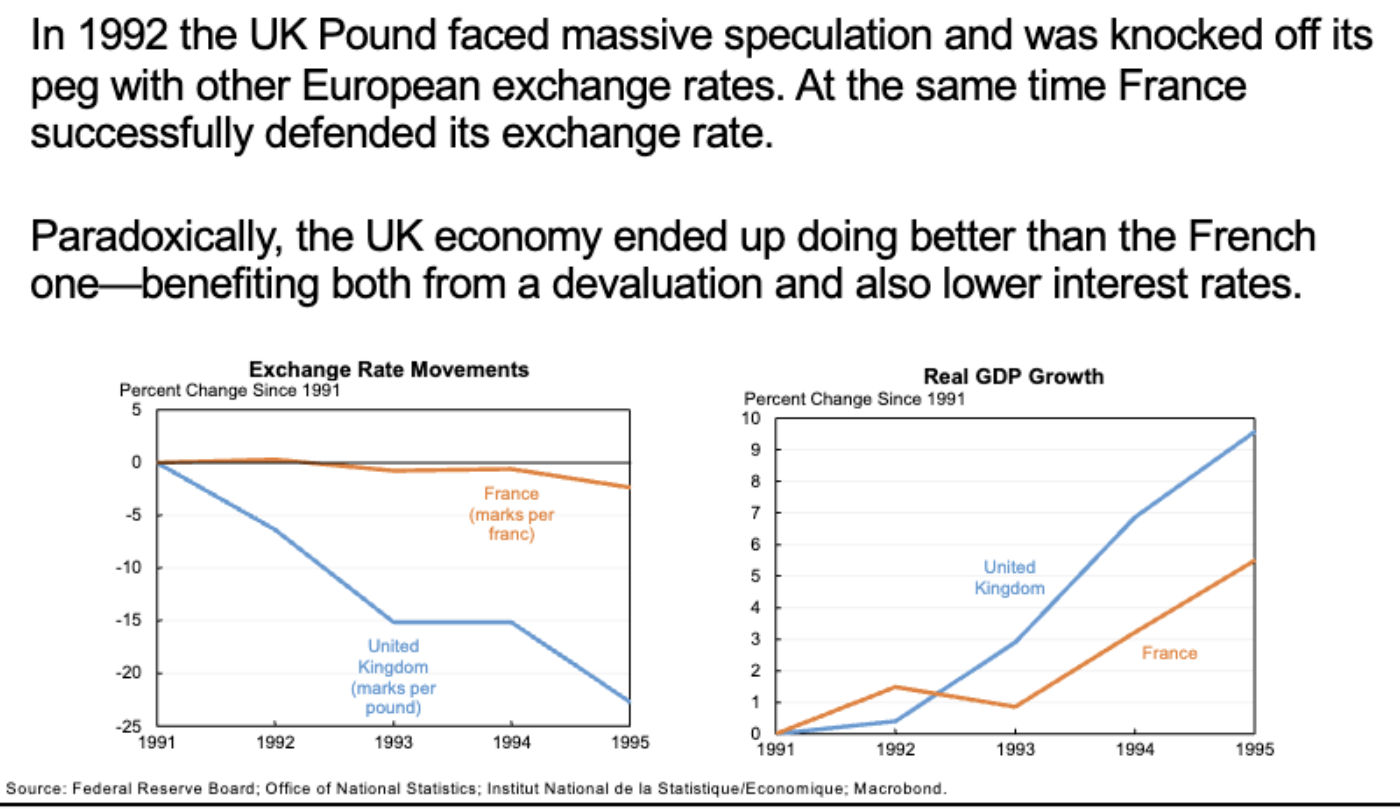 In 1992 the UK Pound faced massive speculation and was knocked off its
peg with other European exchange rates. At the same time France
successfully defended its exchange rate.
Paradoxically, the UK economy ended up doing better than the French
one—benefiting both from a devaluation and also lower interest rates.
Exchange Rate Movements
Percent Change Since 1991
5
0
-5
-10
-15
-20
-25
France
(marks per
franc)
United
Kingdom
(marks per
pound)
1991 1992 1993 1994 1995
Real GDP Growth
Percent Change Since 1991
10
9
8
7
6
5
4
3
2
1
0
United
Kingdom
France
1991 1992 1993 1994 1995
Source: Federal Reserve Board; Office of National Statistics; Institut National de la Statistique/Economique; Macrobond.